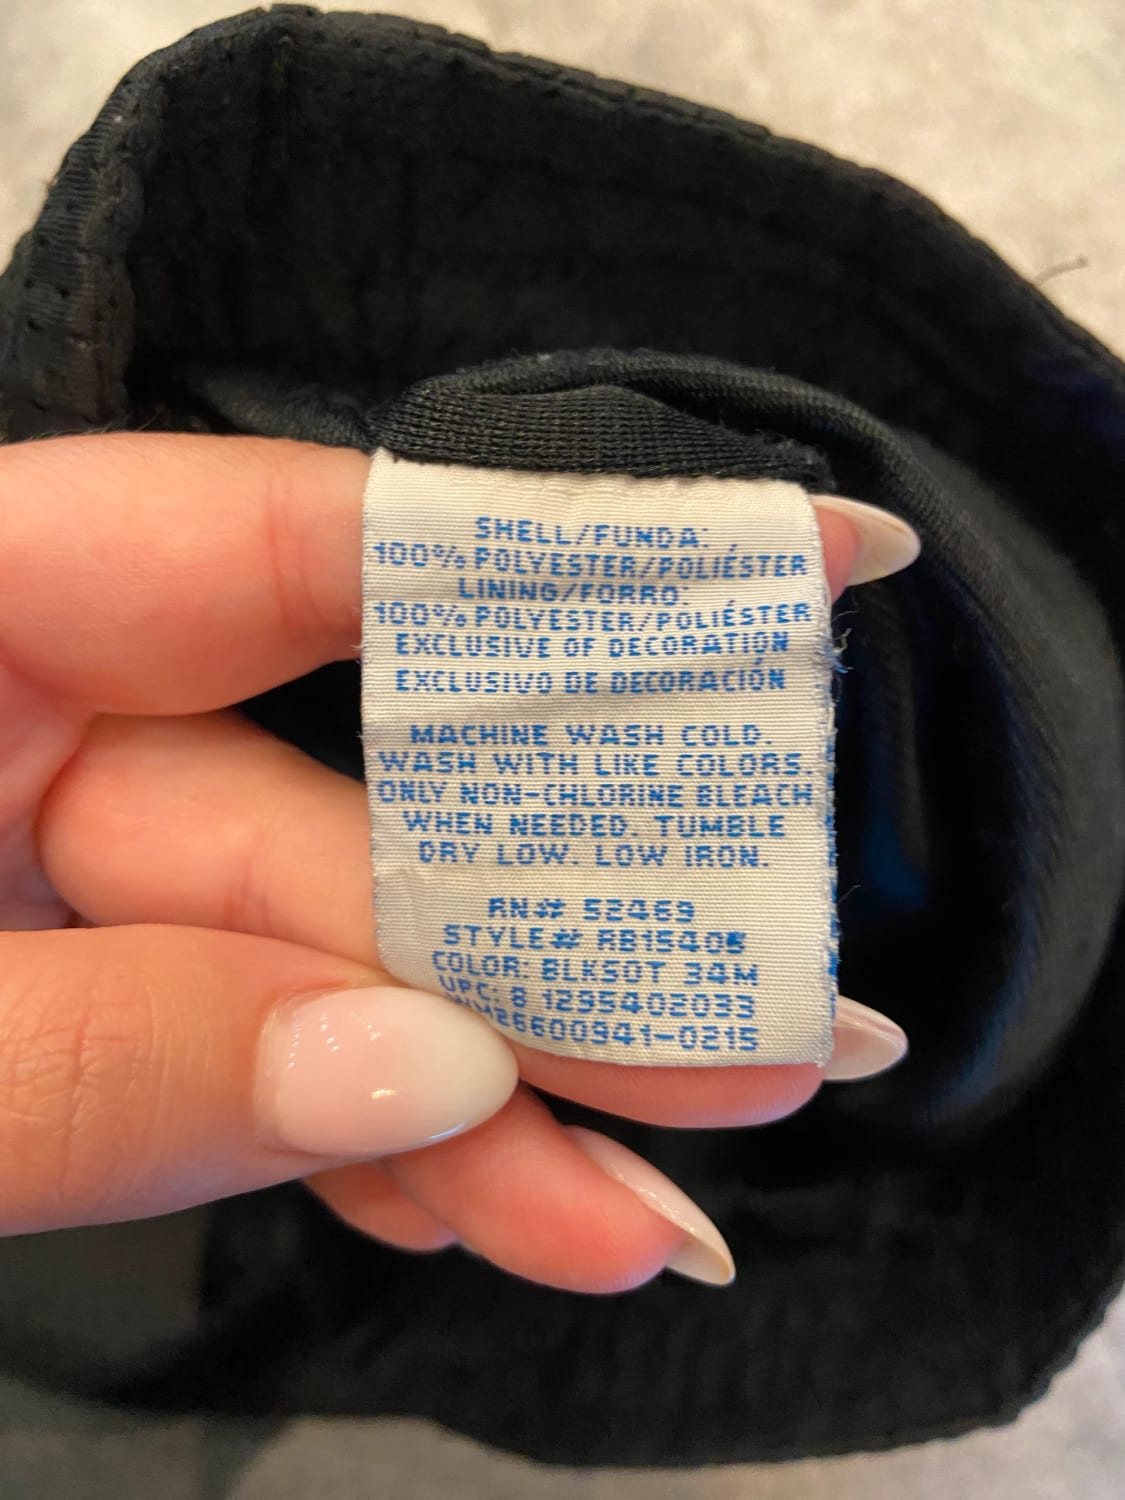 SHELL/FUNDA:
100% POLYESTER/POLIÉSTER
LINING/FORRO:
100% POLYESTER/POLIÉSTER
EXCLUSIVE OF DECORATION
EXCLUSIVO DE DECORACIÓN
MACHINE WASH COLD.
WASH WITH LIKE COLORS.
ONLY NON-CHLORINE BLEACH
WHEN NEEDED. TUMBLE
DRY LOW. LOW IRON.
RN# 52469
STYLE#
COLOR: BLKSOT 34M
UPC: 8 1295402033